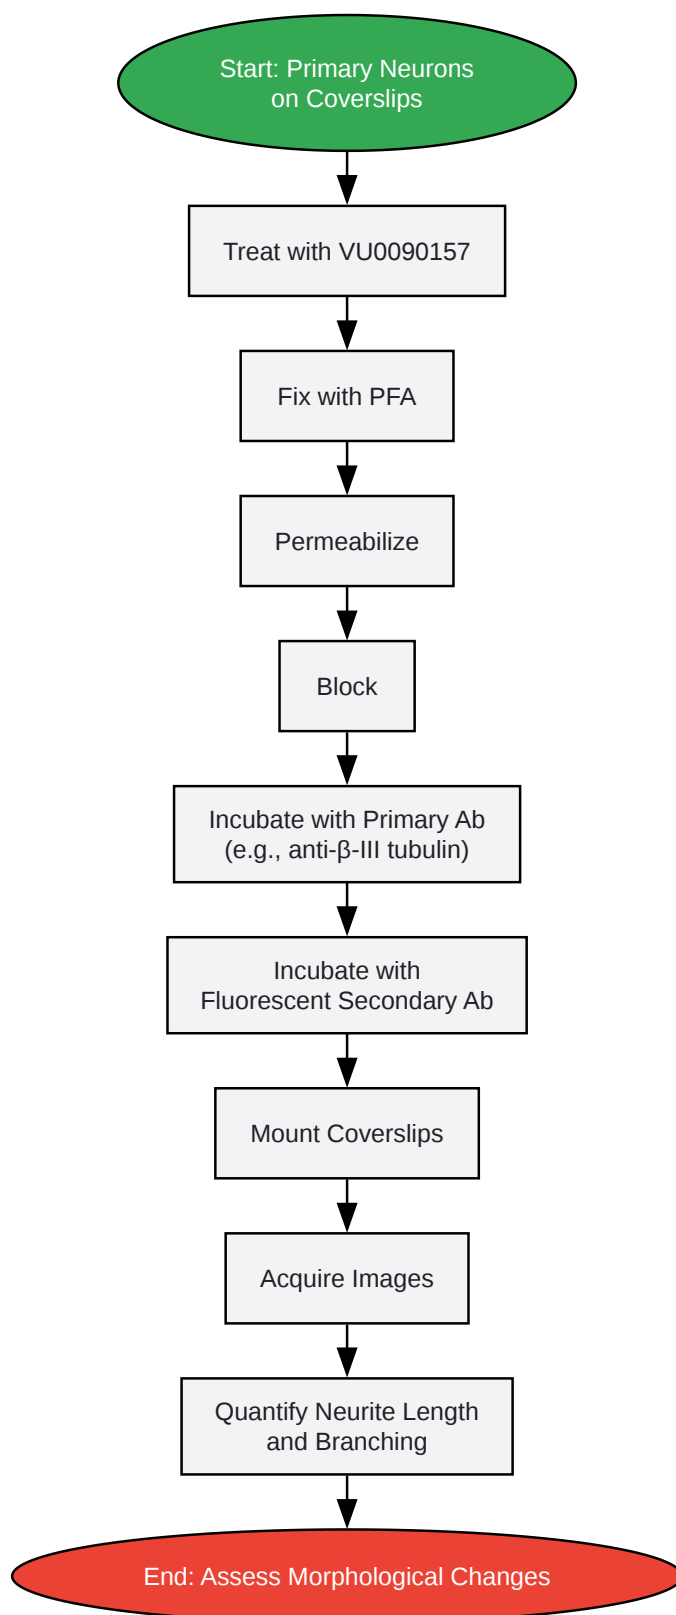 Start: Primary Neurons
on Coverslips
Treat with VU0090157
Fix with PFA
Permeabilize
Block
Incubate with Primary Ab
(e.g., anti-β-III tubulin)
Incubate with
Fluorescent Secondary Ab
Mount Coverslips
Acquire Images
Quantify Neurite Length
and Branching
End: Assess Morphological Changes